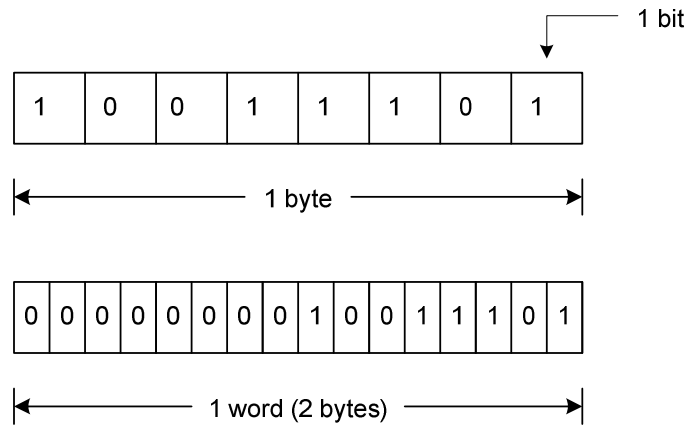 1 bit
1 0 0 1 1 1 0 1
1 byte
0 0 0 0 0 0 0 0 1 0 0 1 1 1 0 1
1 word (2 bytes)